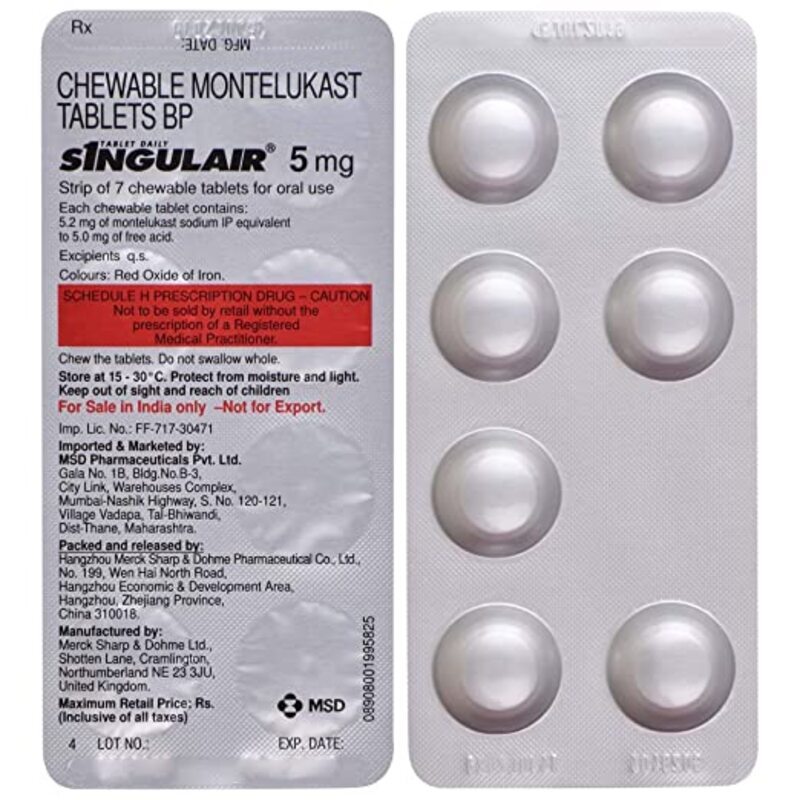 Rx
MFG. DATE:
CHEWABLE MONTELUKAST
TABLETS BP
TABLET DAILY
SINGULAIR® 5 mg
Strip of 7 chewable tablets for oral use
Each chewable tablet contains:
5.2 mg of montelukast sodium IP equivalent
to 5.0 mg of free acid.
Excipients q.s.
Colours: Red Oxide of Iron.
SCHEDULE H PRESCRIPTION DRUG – CAUTION
Not to be sold by retail without the
prescription of a Registered
Medical Practitioner.
Chew the tablets. Do not swallow whole.
Store at 15 - 30°C. Protect from moisture and light.
Keep out of sight and reach of children
For Sale in India only –Not for Export.
Imp. Lic. No.: FF-717-30471
Imported & Marketed by:
MSD Pharmaceuticals Pvt. Ltd.
Gala No. 1B, Bldg.No.B-3,
City Link, Warehouses Complex,
Mumbai-Nashik Highway, S. No. 120-121,
Village Vadapa, Tal-Bhiwandi,
Dist-Thane, Maharashtra.
Packed and released by:
Hangzhou Merck Sharp & Dohme Pharmaceutical Co., Ltd.,
No. 199, Wen Hai North Road,
Hangzhou Economic & Development Area,
Hangzhou, Zhejiang Province,
China 310018.
Manufactured by:
Merck Sharp & Dohme Ltd.,
Shotten Lane, Cramlington,
Northumberland NE 23 3JU,
United Kingdom.
Maximum Retail Price; Rs.
(Inclusive of all taxes)
MSD
08908001995825
4 LOT NO.: EXP. DATE: